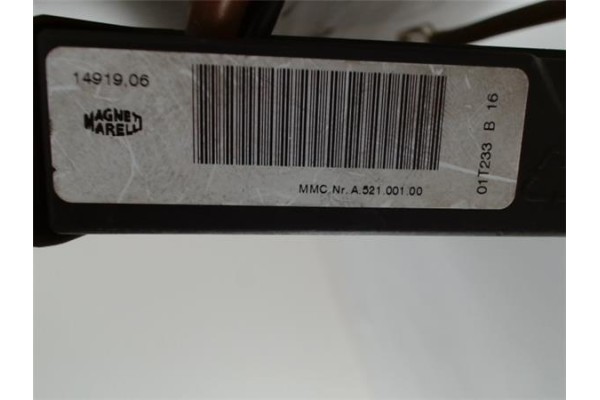 14919.06
MAGNETI
MARELLI
MMC.Nr.A.521.001.00
01T233 B 16